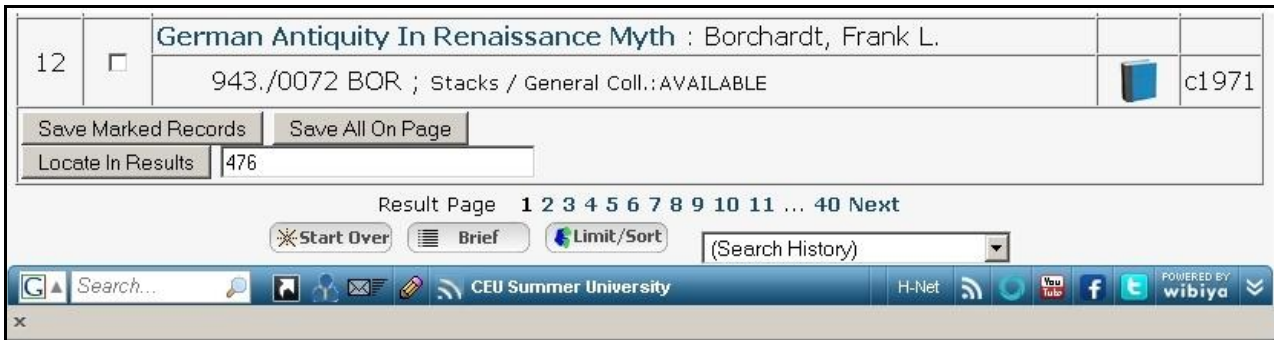 German Antiquity In Renaissance Myth : Borchardt, Frank L.
12
943./0072 BOR ; Stacks / General Coll.:AVAILABLE c1971
Save Marked Records Save All On Page
Locate In Results 476
Result Page 1 2 3 4 5 6 7 8 9 10 11 ... 40 Next
Start Over Brief Limit/Sort (Search History)
G Search... CEU Summer University H-Net You Tube f t POWERED BY wibiya
x